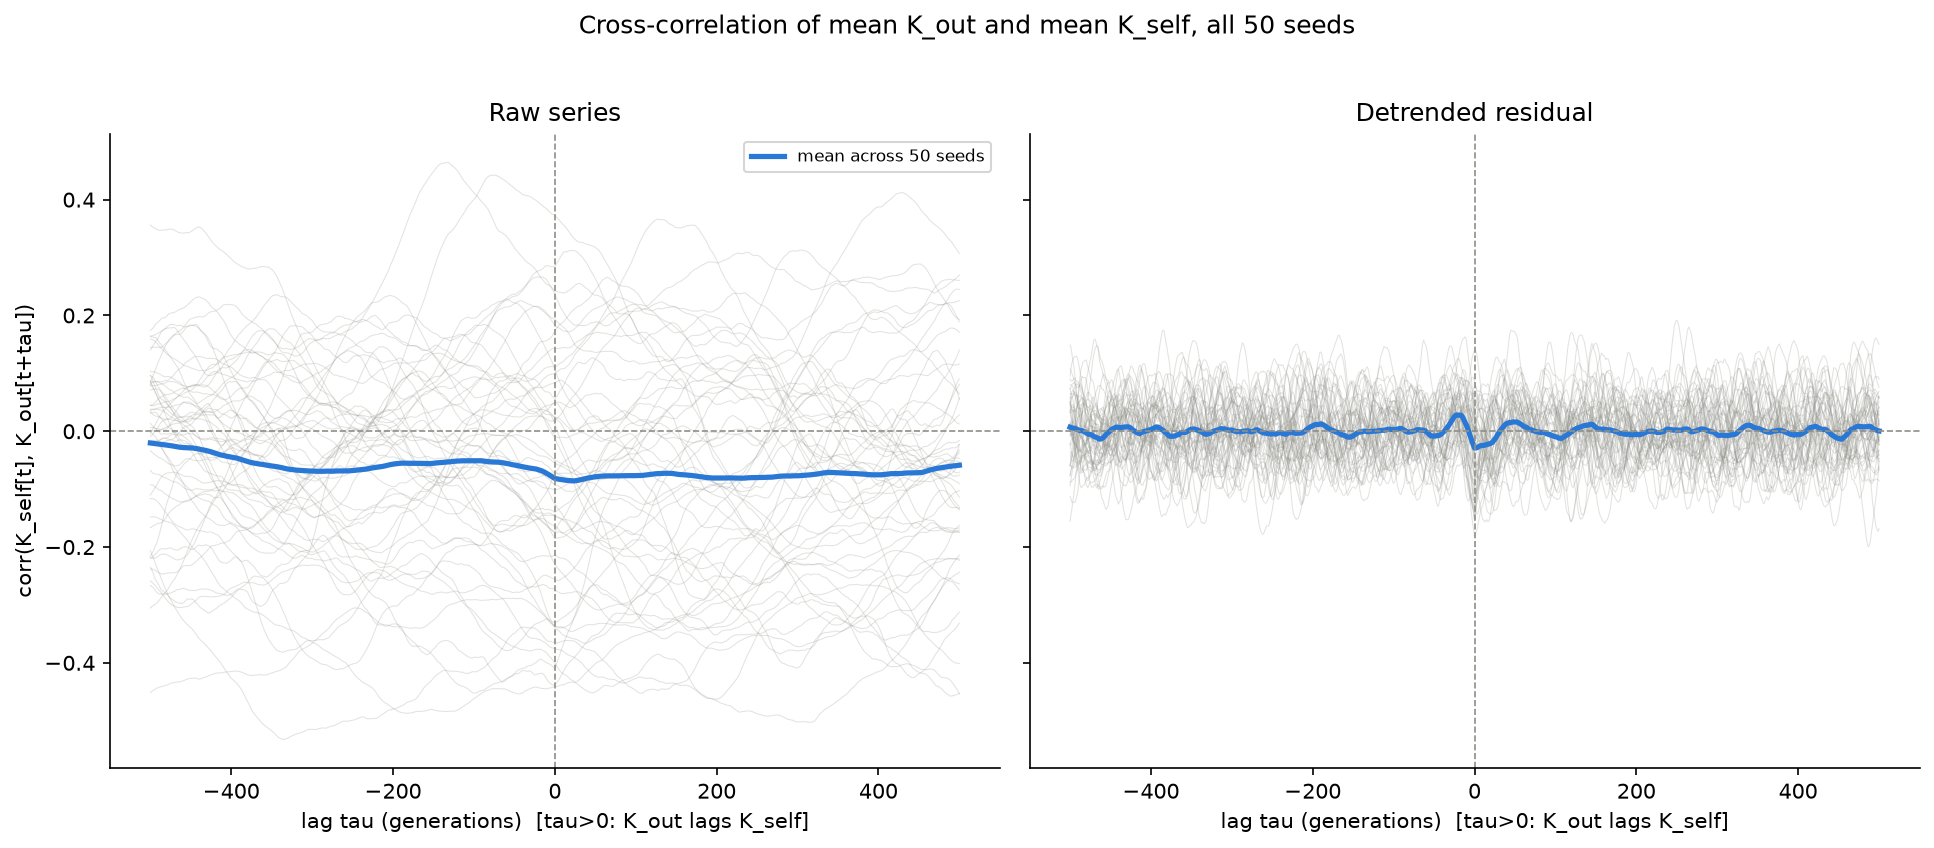 Cross-correlation of mean K_out and mean K_self, all 50 seeds
Raw series
Detrended residual
mean across 50 seeds
corr(K_self[t], K_out[t+tau])
0.4
0.2
0.0
−0.2
−0.4
−400 −200 0 200 400
−400 −200 0 200 400
lag tau (generations)  [tau>0: K_out lags K_self]
lag tau (generations)  [tau>0: K_out lags K_self]